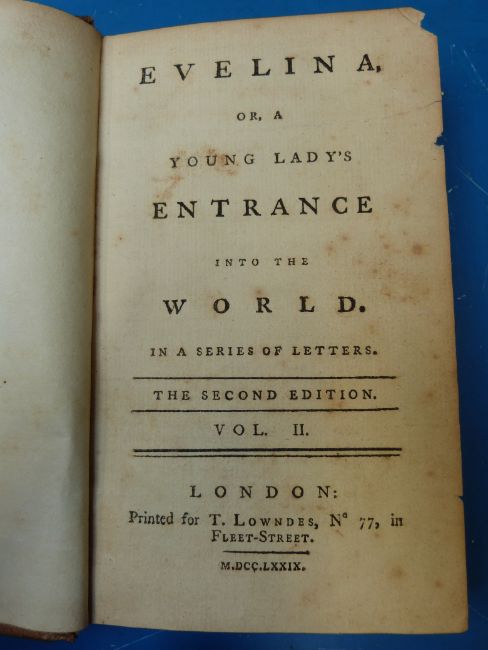 EVELINA,
OR, A
YOUNG LADY'S
ENTRANCE
INTO THE
WORLD.
IN A SERIES OF LETTERS.
THE SECOND EDITION.
VOL. II.
LONDON:
Printed for T. LOWNDES, Nº 77, in
FLEET-STREET.
M.DCC.LXXIX.